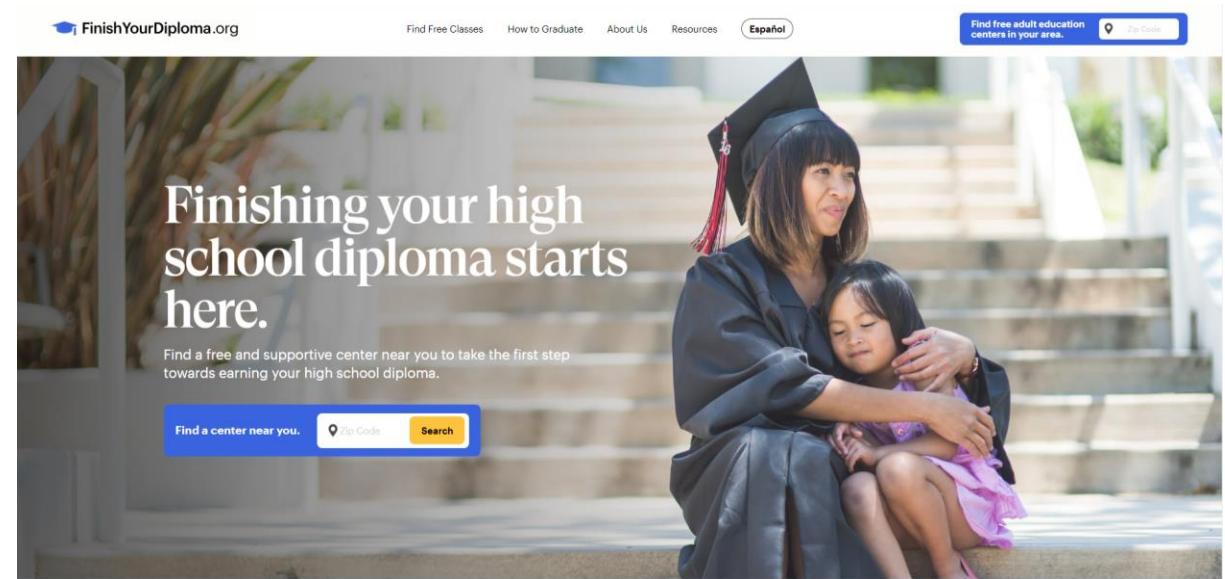 FinishYourDiploma.org
Find Free Classes
How to Graduate
About Us
Resources
Español
Find free adult education
centers in your area.
Zip Code
Finishing your high
school diploma starts
here.
Find a free and supportive center near you to take the first step
towards earning your high school diploma.
Find a center near you.
Zip Code
Search